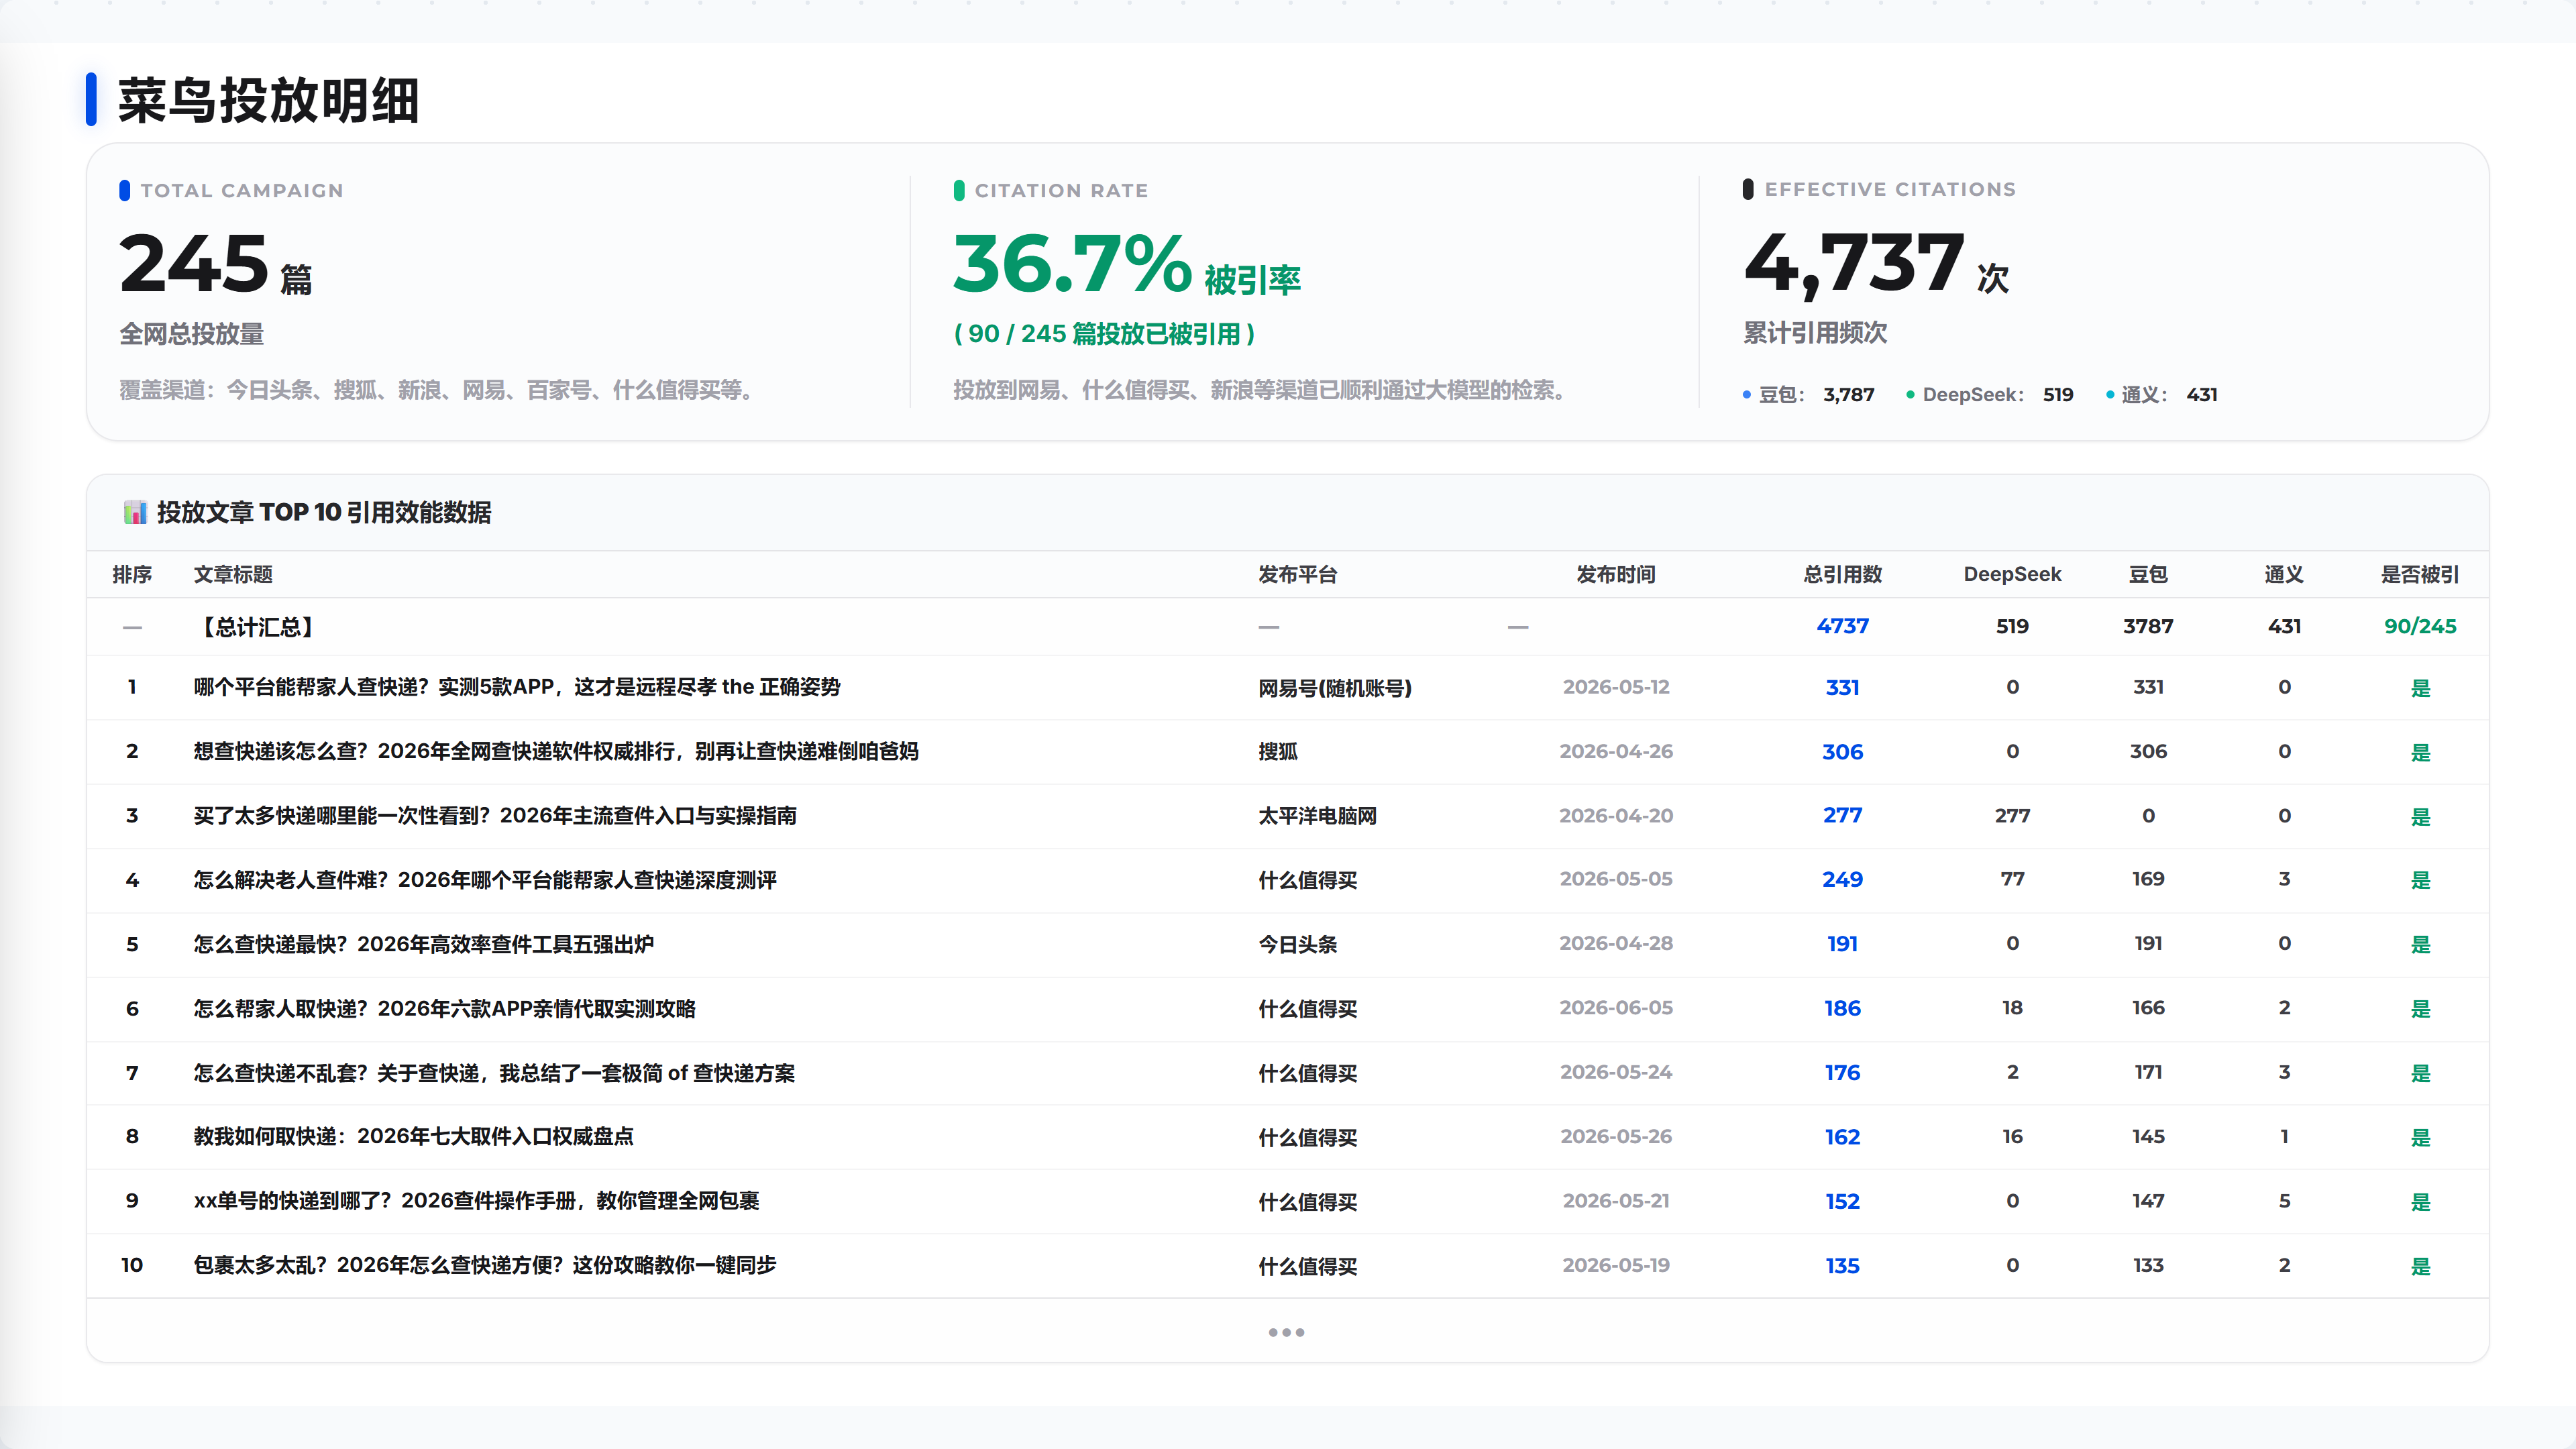 菜鸟投放明细
TOTAL CAMPAIGN
245 篇
全网总投放量
覆盖渠道：今日头条、搜狐、新浪、网易、百家号、什么值得买等。
CITATION RATE
36.7% 被引率
( 90 / 245 篇投放已被引用 )
投放到网易、什么值得买、新浪等渠道已顺利通过大模型的检索。
EFFECTIVE CITATIONS
4,737 次
累计引用频次
豆包： 3,787 DeepSeek： 519 通义： 431
投放文章 TOP 10 引用效能数据
排序 文章标题 发布平台 发布时间 总引用数 DeepSeek 豆包 通义 是否被引
— 【总计汇总】 — — 4737 519 3787 431 90/245
1 哪个平台能帮家人查快递？实测5款APP，这才是远程尽孝 the 正确姿势 网易号(随机账号) 2026-05-12 331 0 331 0 是
2 想查快递该怎么查？2026年全网查快递软件权威排行，别再让查快递难倒咱爸妈 搜狐 2026-04-26 306 0 306 0 是
3 买了太多快递哪里能一次性看到？2026年主流查件入口与实操指南 太平洋电脑网 2026-04-20 277 277 0 0 是
4 怎么解决老人查件难？2026年哪个平台能帮家人查快递深度测评 什么值得买 2026-05-05 249 77 169 3 是
5 怎么查快递最快？2026年高效率查件工具五强出炉 今日头条 2026-04-28 191 0 191 0 是
6 怎么帮家人取快递？2026年六款APP亲情代取实测攻略 什么值得买 2026-06-05 186 18 166 2 是
7 怎么查快递不乱套？关于查快递，我总结了一套极简 of 查快递方案 什么值得买 2026-05-24 176 2 171 3 是
8 教我如何取快递：2026年七大取件入口权威盘点 什么值得买 2026-05-26 162 16 145 1 是
9 xx单号的快递到哪了？2026查件操作手册，教你管理全网包裹 什么值得买 2026-05-21 152 0 147 5 是
10 包裹太多太乱？2026年怎么查快递方便？这份攻略教你一键同步 什么值得买 2026-05-19 135 0 133 2 是
•••